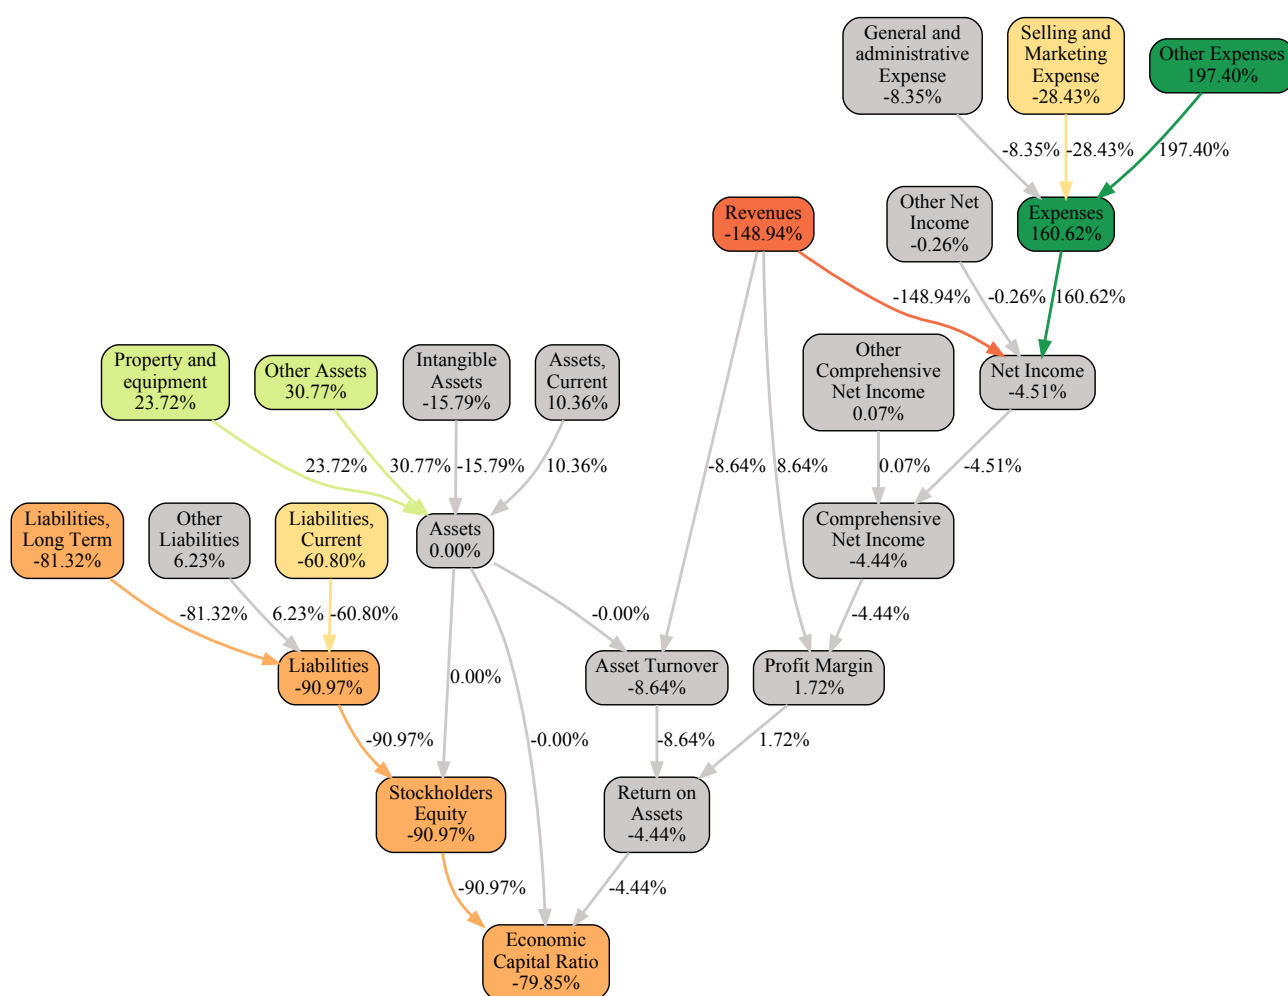 General and
administrative
Expense
-8.35%
Selling and
Marketing
Expense
-28.43%
Other Expenses
197.40%
-8.35%
-28.43%
197.40%
Revenues
-148.94%
Other Net
Income
-0.26%
Expenses
160.62%
-148.94%
-0.26%
160.62%
Property and
equipment
23.72%
Other Assets
30.77%
Intangible
Assets
-15.79%
Assets,
Current
10.36%
Other
Comprehensive
Net Income
0.07%
Net Income
-4.51%
23.72%
30.77%
-15.79%
10.36%
-8.64%
8.64%
0.07%
-4.51%
Liabilities,
Long Term
-81.32%
Other
Liabilities
6.23%
Liabilities,
Current
-60.80%
Assets
0.00%
Comprehensive
Net Income
-4.44%
-81.32%
6.23%
-60.80%
-0.00%
-4.44%
Liabilities
-90.97%
0.00%
Asset Turnover
-8.64%
Profit Margin
1.72%
-90.97%
-0.00%
-8.64%
1.72%
Stockholders
Equity
-90.97%
Return on
Assets
-4.44%
-90.97%
-4.44%
Economic
Capital Ratio
-79.85%